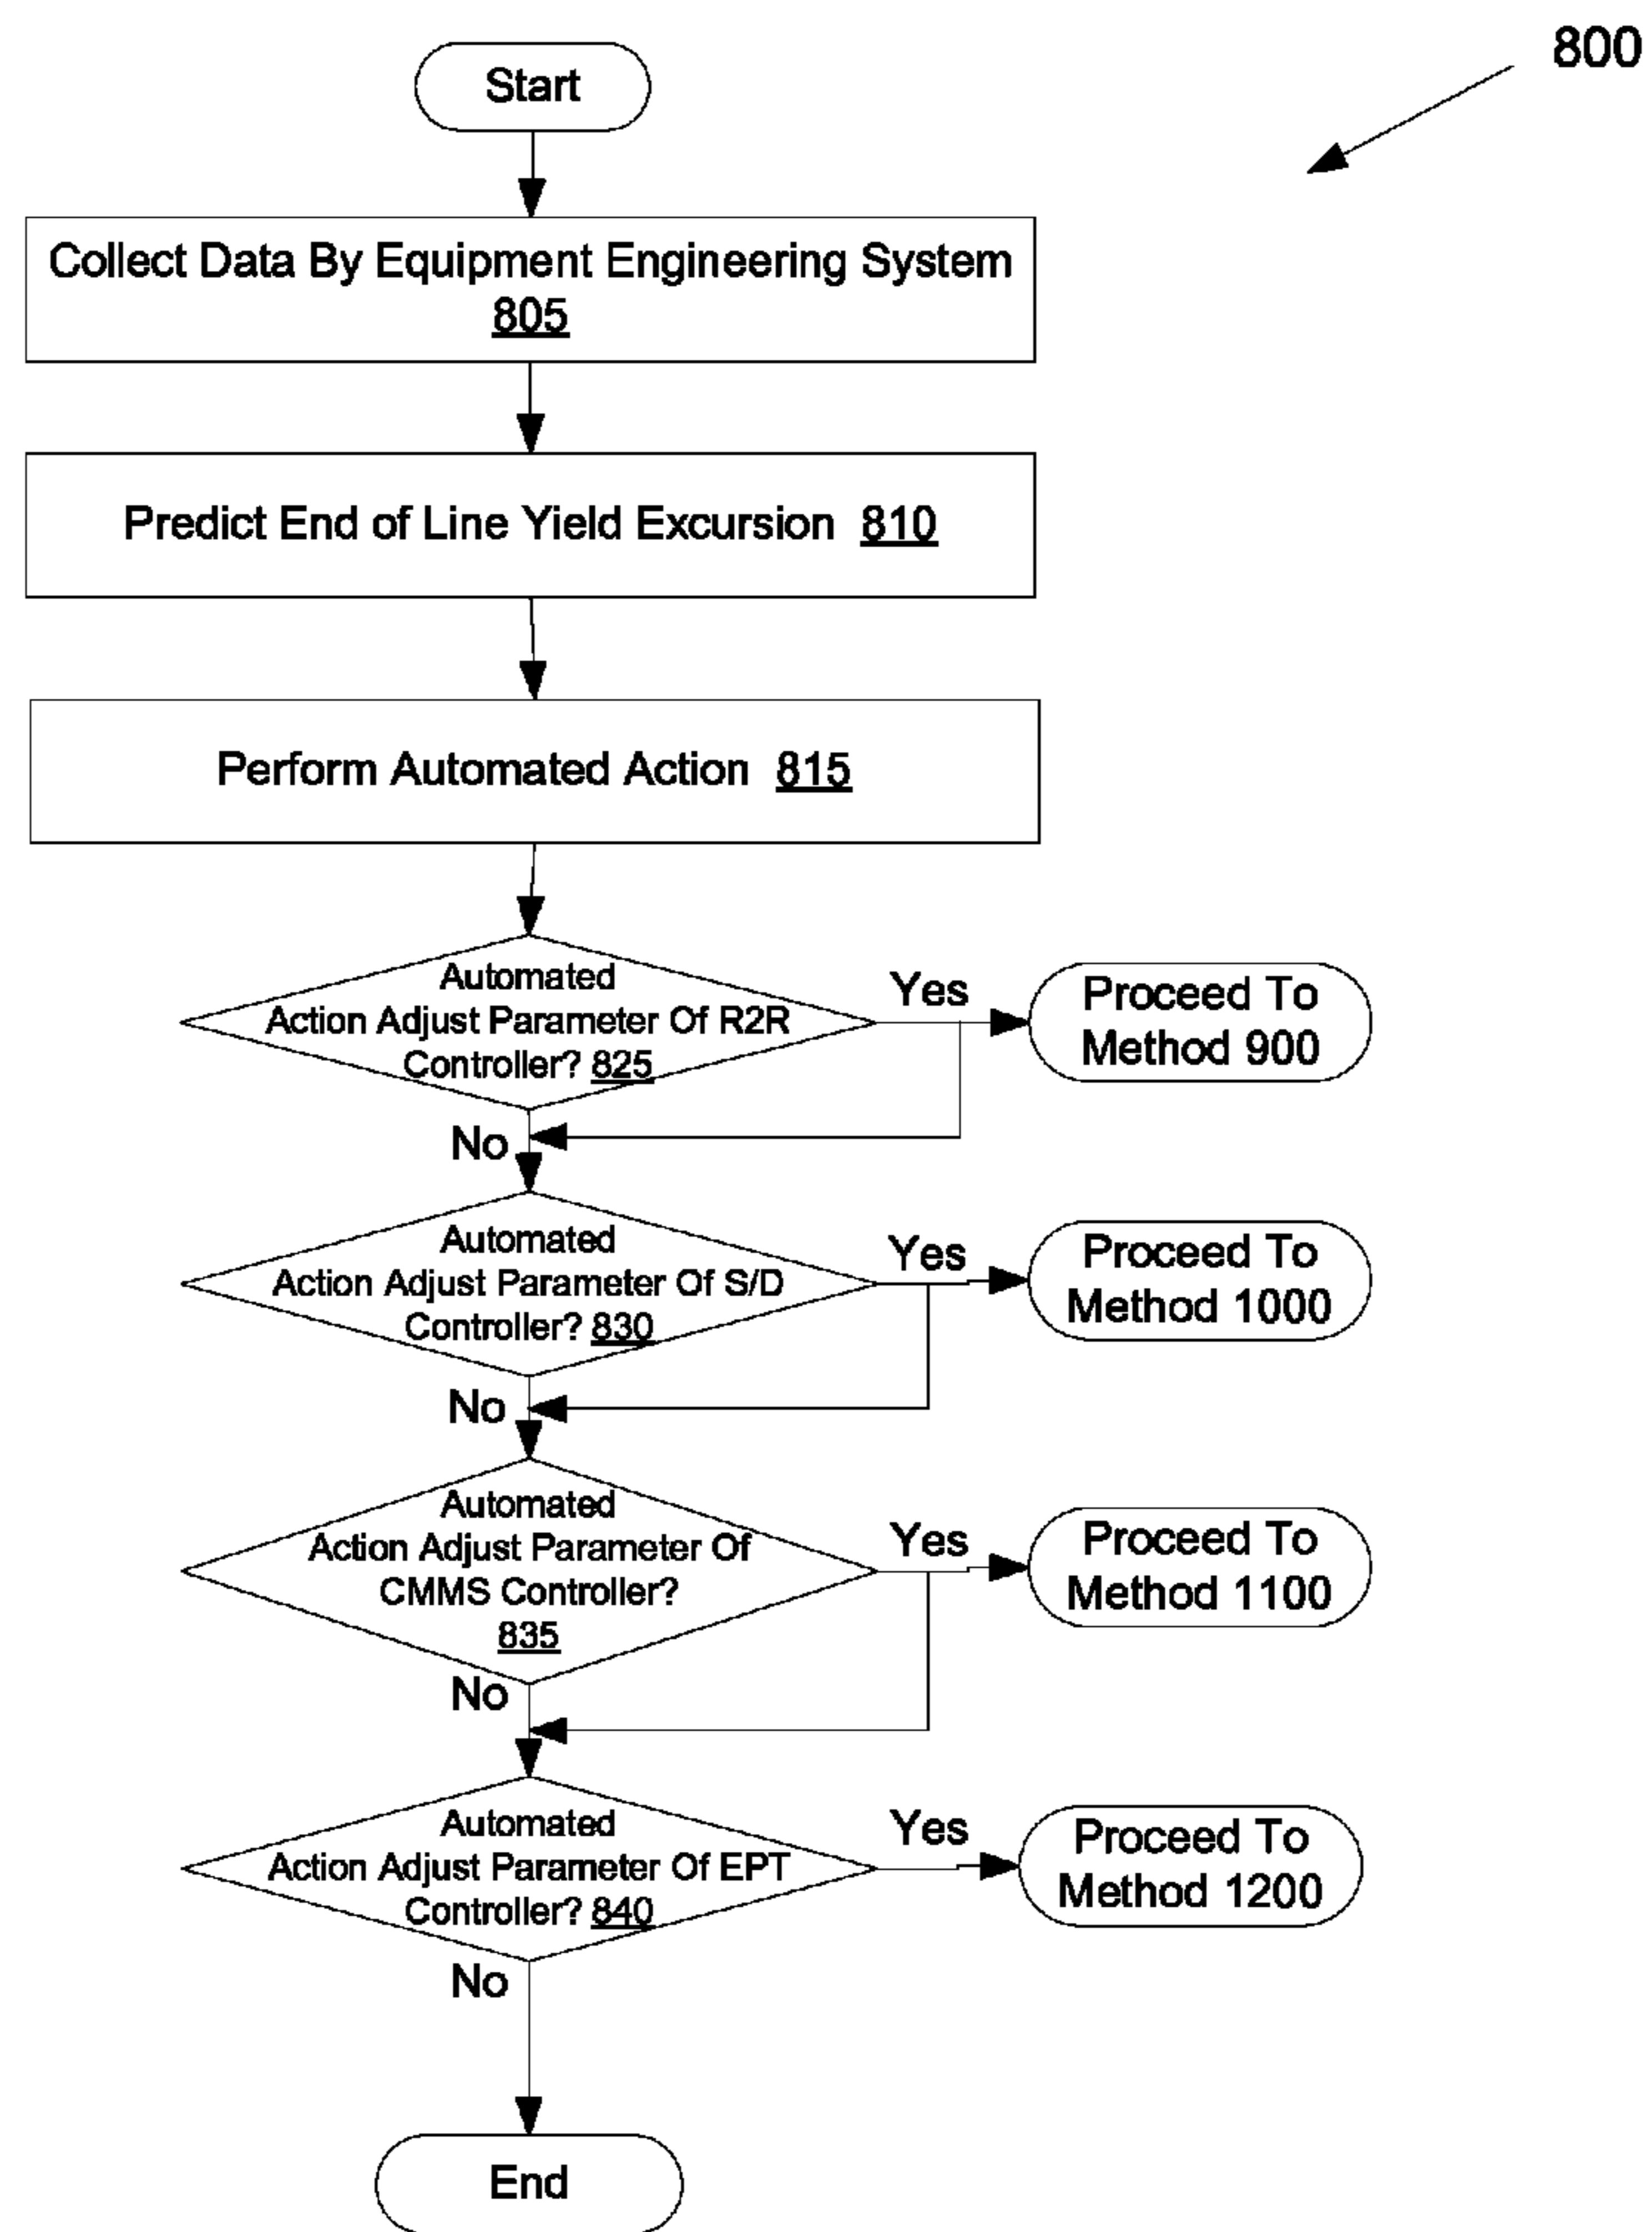 800
Start
Collect Data By Equipment Engineering System
805
Predict End of Line Yield Excursion 810
Perform Automated Action 815
Automated
Action Adjust Parameter Of R2R
Controller? 825
Yes
Proceed To
Method 900
No
Automated
Action Adjust Parameter Of S/D
Controller? 830
Yes
Proceed To
Method 1000
No
Automated
Action Adjust Parameter Of
CMMS Controller?
835
Yes
Proceed To
Method 1100
No
Automated
Action Adjust Parameter Of EPT
Controller? 840
Yes
Proceed To
Method 1200
No
End